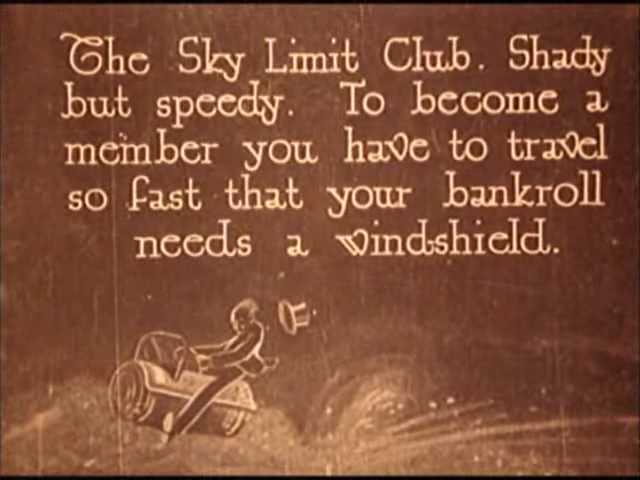 The Sky Limit Club. Shady
but speedy. To become a
member you have to travel
so fast that your bankroll
needs a windshield.